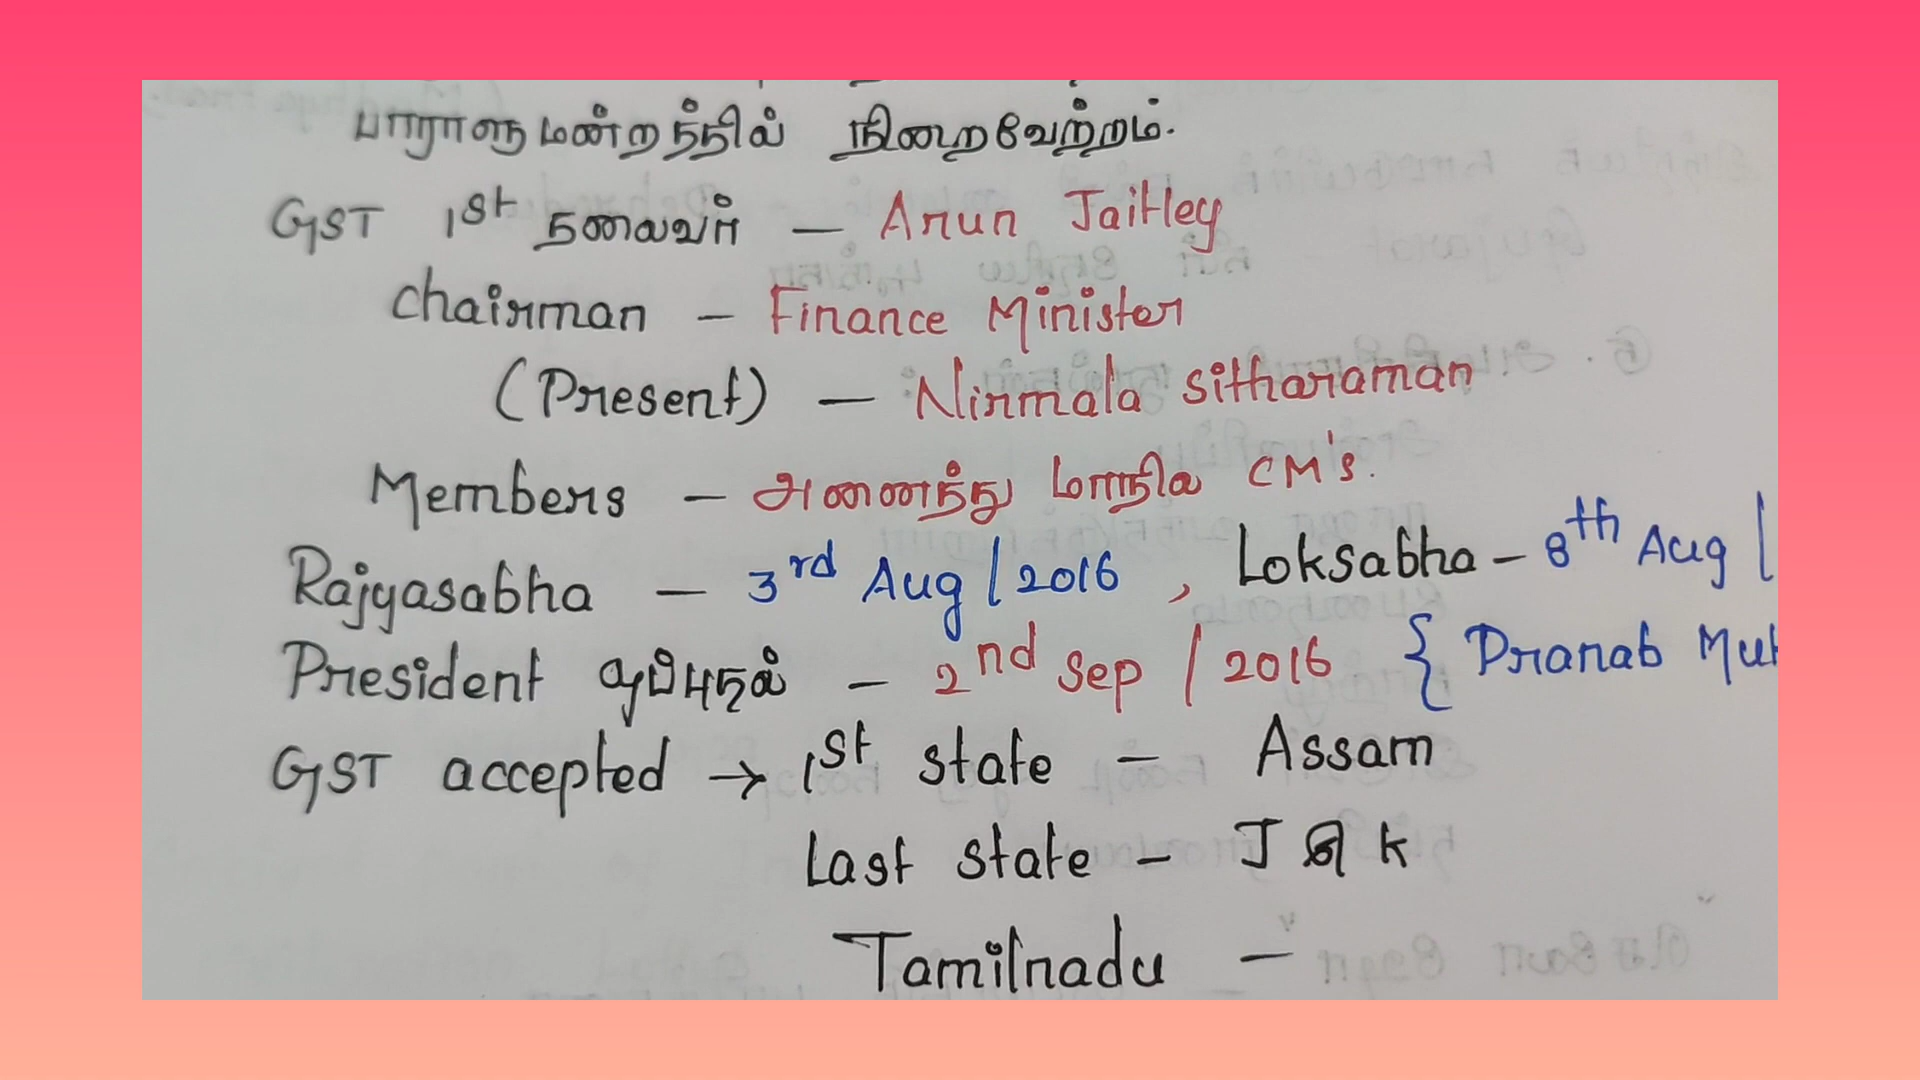 பாராளுமன்றத்தில் நிறைவேற்றம்.
GST 1st தலைவர் – Arun Jaitley
Chairman – Finance Minister
(Present) – Nirmala Sitharaman
Members – அனைத்து மாநில CM's.
Rajyasabha – 3rd Aug / 2016 , Loksabha – 8th Aug /
President ஒப்புதல் – 2nd Sep / 2016 { Pranab Muk
GST accepted → 1st state – Assam
Last state – J & K
Tamilnadu –